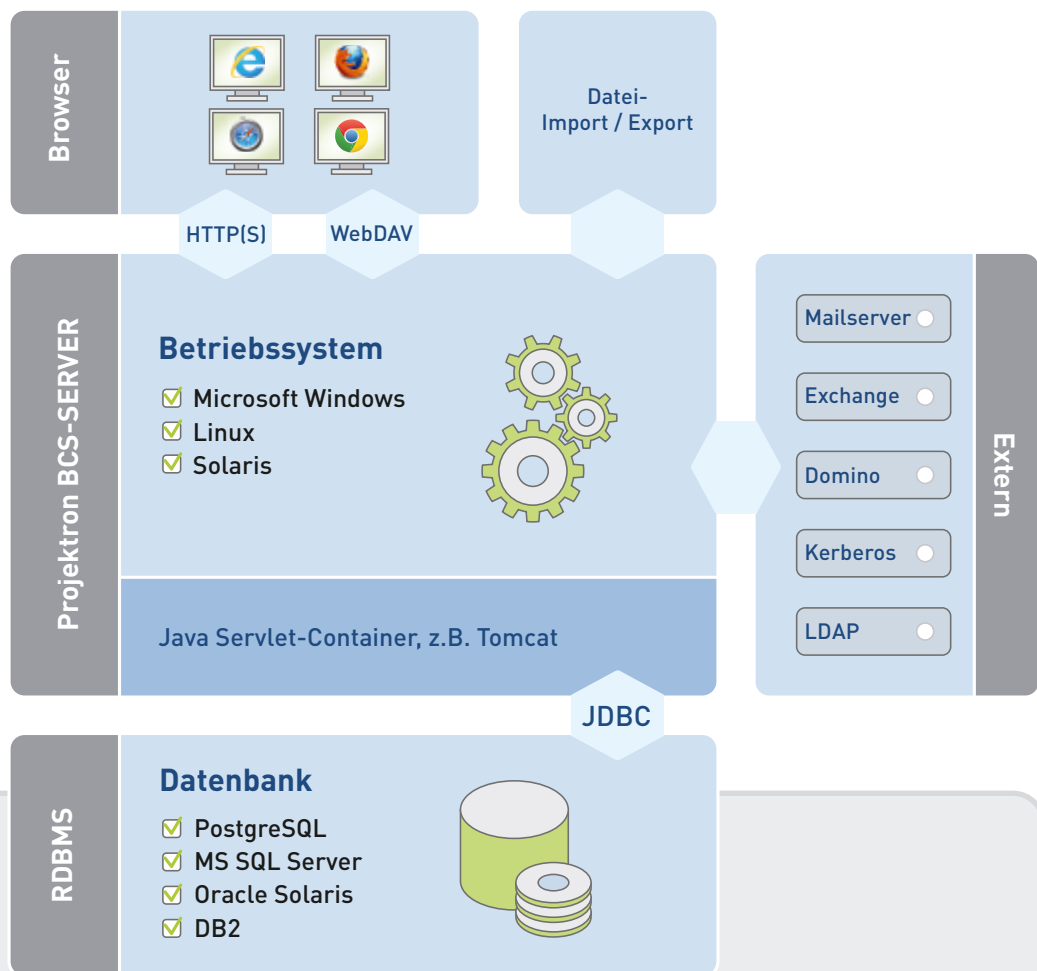 Browser
Datei-
Import / Export
HTTP(S)
WebDAV
Projektron BCS-SERVER
Betriebssystem
Microsoft Windows
Linux
Solaris
Java Servlet-Container, z.B. Tomcat
Mailserver
Exchange
Domino
Kerberos
LDAP
Extern
JDBC
RDBMS
Datenbank
PostgreSQL
MS SQL Server
Oracle Solaris
DB2